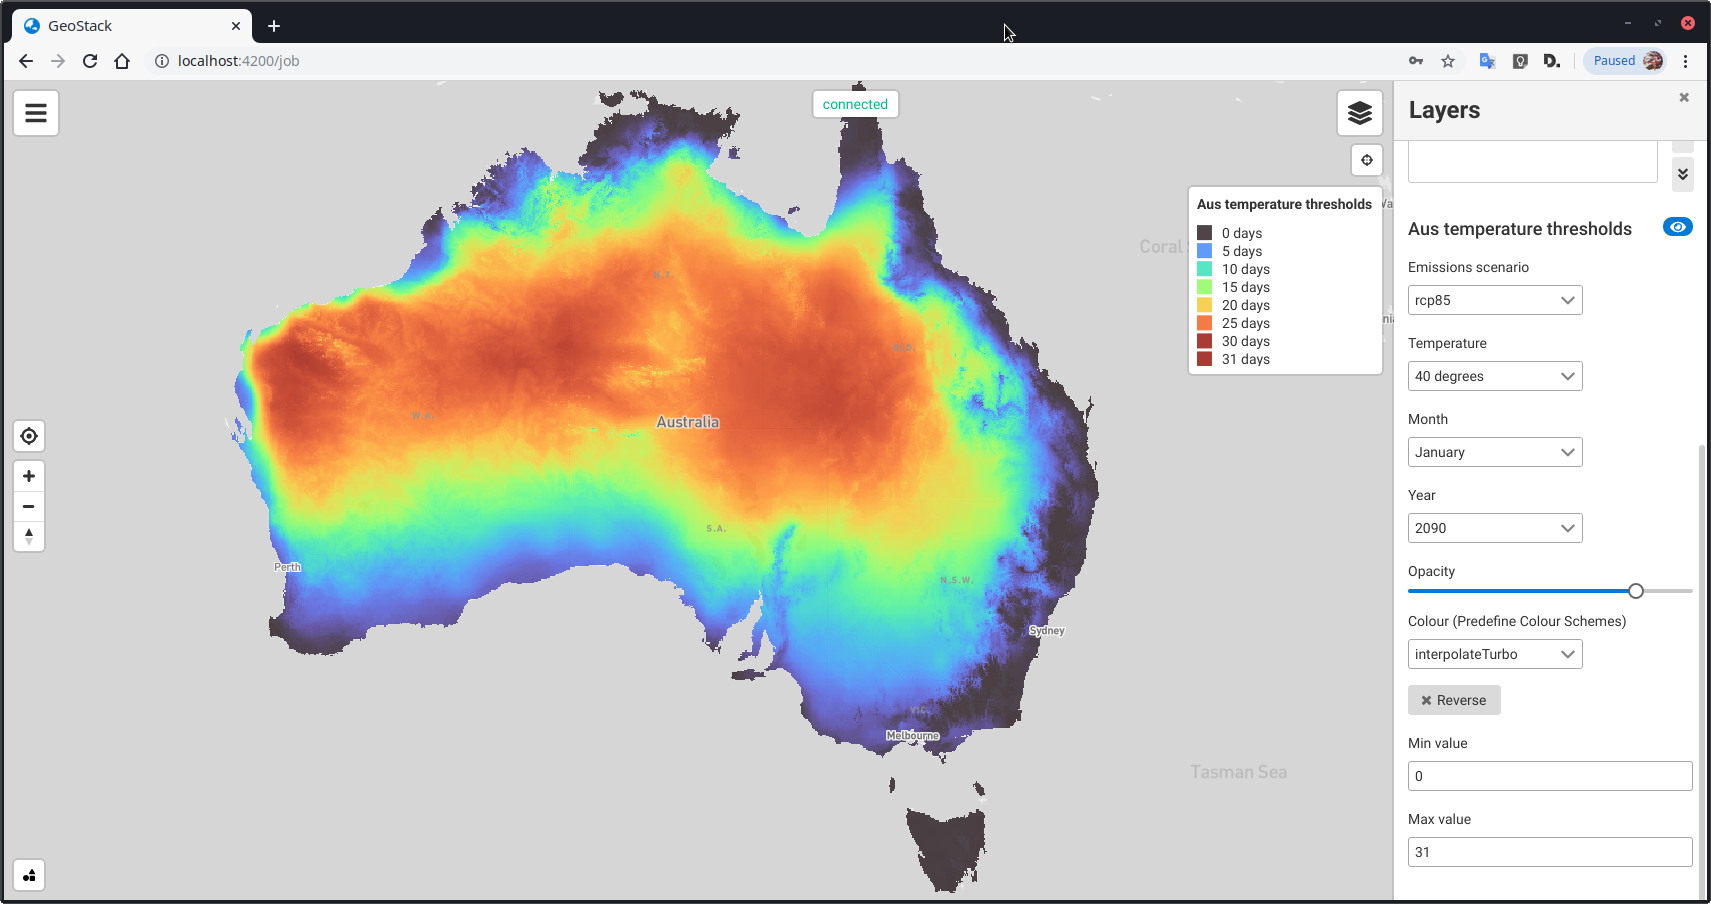 GeoStack
localhost:4200/job
Paused
connected
Layers
Aus temperature thresholds
0 days
5 days
10 days
15 days
20 days
25 days
30 days
31 days
Coral
N.T.
QLD.
W.A.
Australia
S.A.
Perth
N.S.W.
Sydney
VIC.
Melbourne
Tasman Sea
Aus temperature thresholds
Emissions scenario
rcp85
Temperature
40 degrees
Month
January
Year
2090
Opacity
Colour (Predefine Colour Schemes)
interpolateTurbo
Reverse
Min value
0
Max value
31